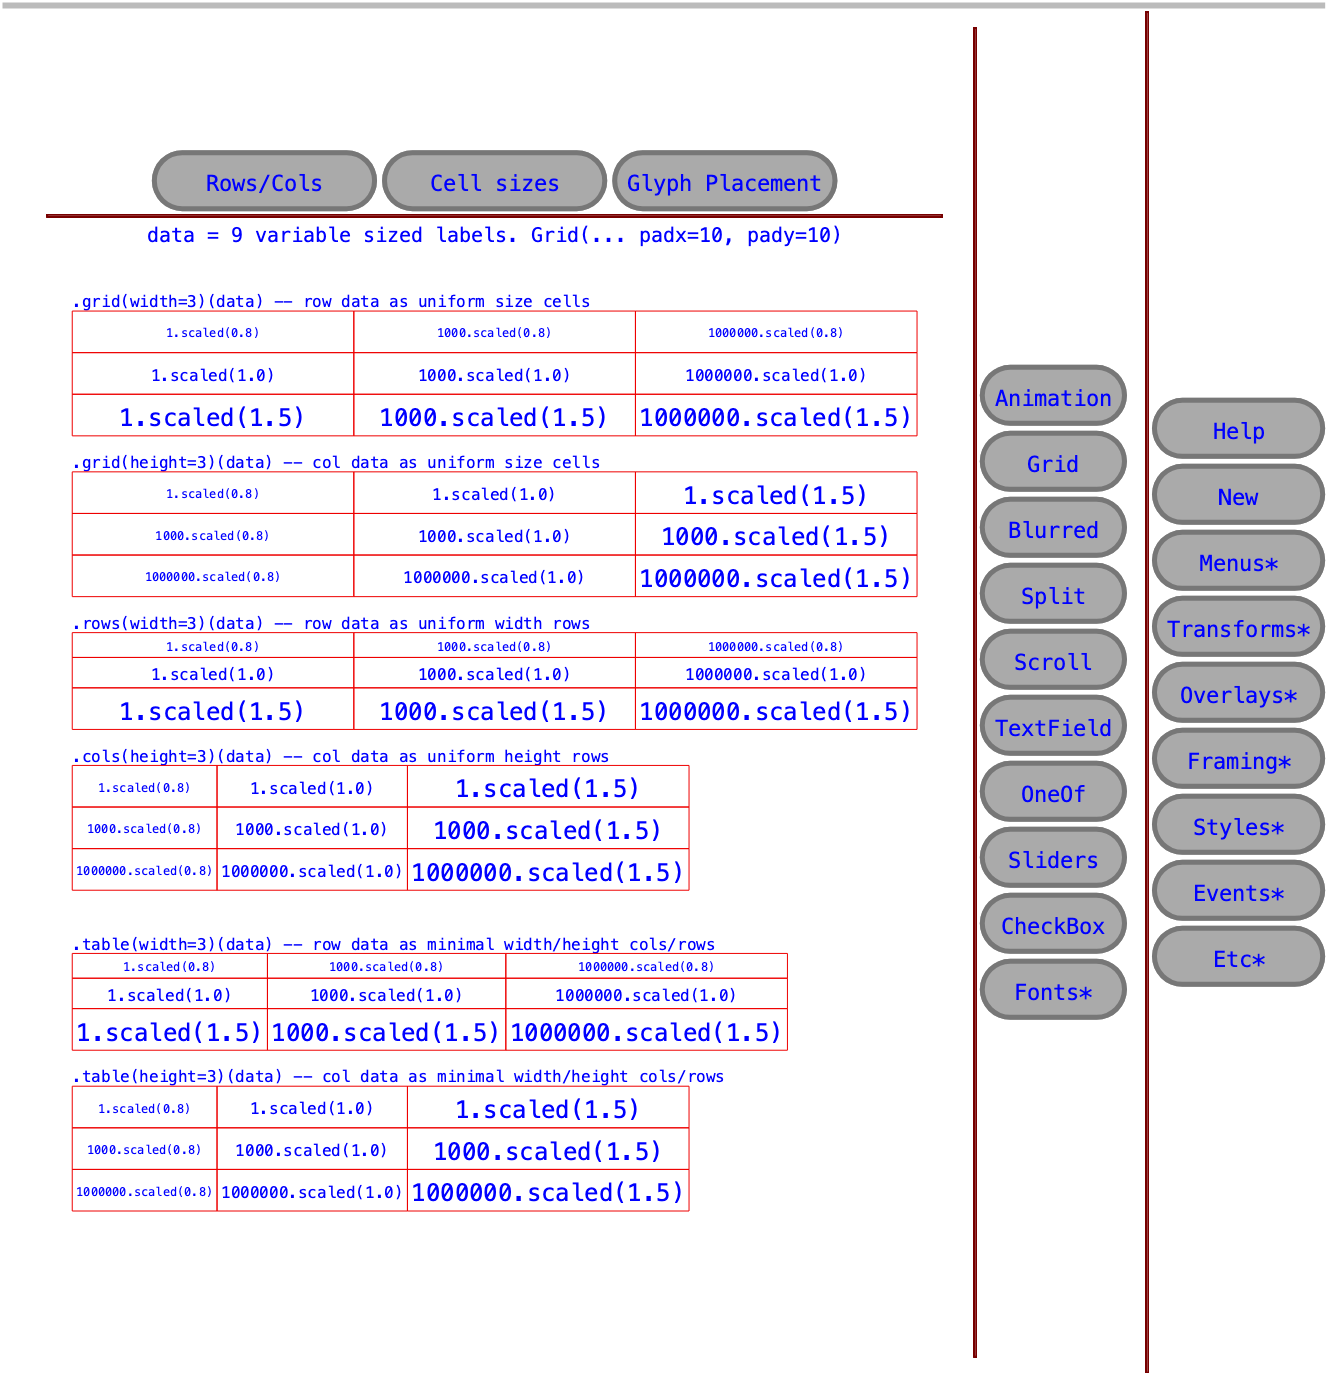 Rows/Cols Cell sizes Glyph Placement
data = 9 variable sized labels. Grid(... padx=10, pady=10)
.grid(width=3)(data) -- row data as uniform size cells
1.scaled(0.8) 1000.scaled(0.8) 1000000.scaled(0.8)
1.scaled(1.0) 1000.scaled(1.0) 1000000.scaled(1.0)
1.scaled(1.5) 1000.scaled(1.5) 1000000.scaled(1.5)
.grid(height=3)(data) -- col data as uniform size cells
1.scaled(0.8) 1.scaled(1.0) 1.scaled(1.5)
1000.scaled(0.8) 1000.scaled(1.0) 1000.scaled(1.5)
1000000.scaled(0.8) 1000000.scaled(1.0) 1000000.scaled(1.5)
.rows(width=3)(data) -- row data as uniform width rows
1.scaled(0.8) 1000.scaled(0.8) 1000000.scaled(0.8)
1.scaled(1.0) 1000.scaled(1.0) 1000000.scaled(1.0)
1.scaled(1.5) 1000.scaled(1.5) 1000000.scaled(1.5)
.cols(height=3)(data) -- col data as uniform height rows
1.scaled(0.8) 1.scaled(1.0) 1.scaled(1.5)
1000.scaled(0.8) 1000.scaled(1.0) 1000.scaled(1.5)
1000000.scaled(0.8) 1000000.scaled(1.0) 1000000.scaled(1.5)
.table(width=3)(data) -- row data as minimal width/height cols/rows
1.scaled(0.8) 1000.scaled(0.8) 1000000.scaled(0.8)
1.scaled(1.0) 1000.scaled(1.0) 1000000.scaled(1.0)
1.scaled(1.5) 1000.scaled(1.5) 1000000.scaled(1.5)
.table(height=3)(data) -- col data as minimal width/height cols/rows
1.scaled(0.8) 1.scaled(1.0) 1.scaled(1.5)
1000.scaled(0.8) 1000.scaled(1.0) 1000.scaled(1.5)
1000000.scaled(0.8) 1000000.scaled(1.0) 1000000.scaled(1.5)
Animation
Grid
Blurred
Split
Scroll
TextField
OneOf
Sliders
CheckBox
Fonts*
Help
New
Menus*
Transforms*
Overlays*
Framing*
Styles*
Events*
Etc*